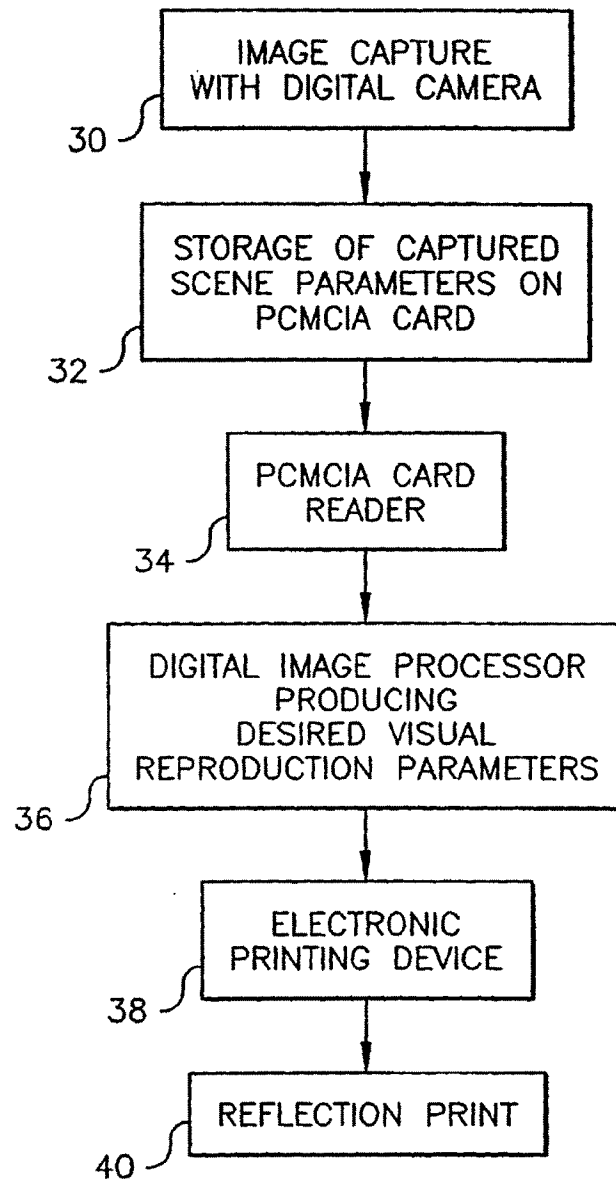 IMAGE CAPTURE
WITH DIGITAL CAMERA
30
STORAGE OF CAPTURED
SCENE PARAMETERS ON
PCMCIA CARD
32
PCMCIA CARD
READER
34
DIGITAL IMAGE PROCESSOR
PRODUCING
DESIRED VISUAL
REPRODUCTION PARAMETERS
36
ELECTRONIC
PRINTING DEVICE
38
REFLECTION PRINT
40